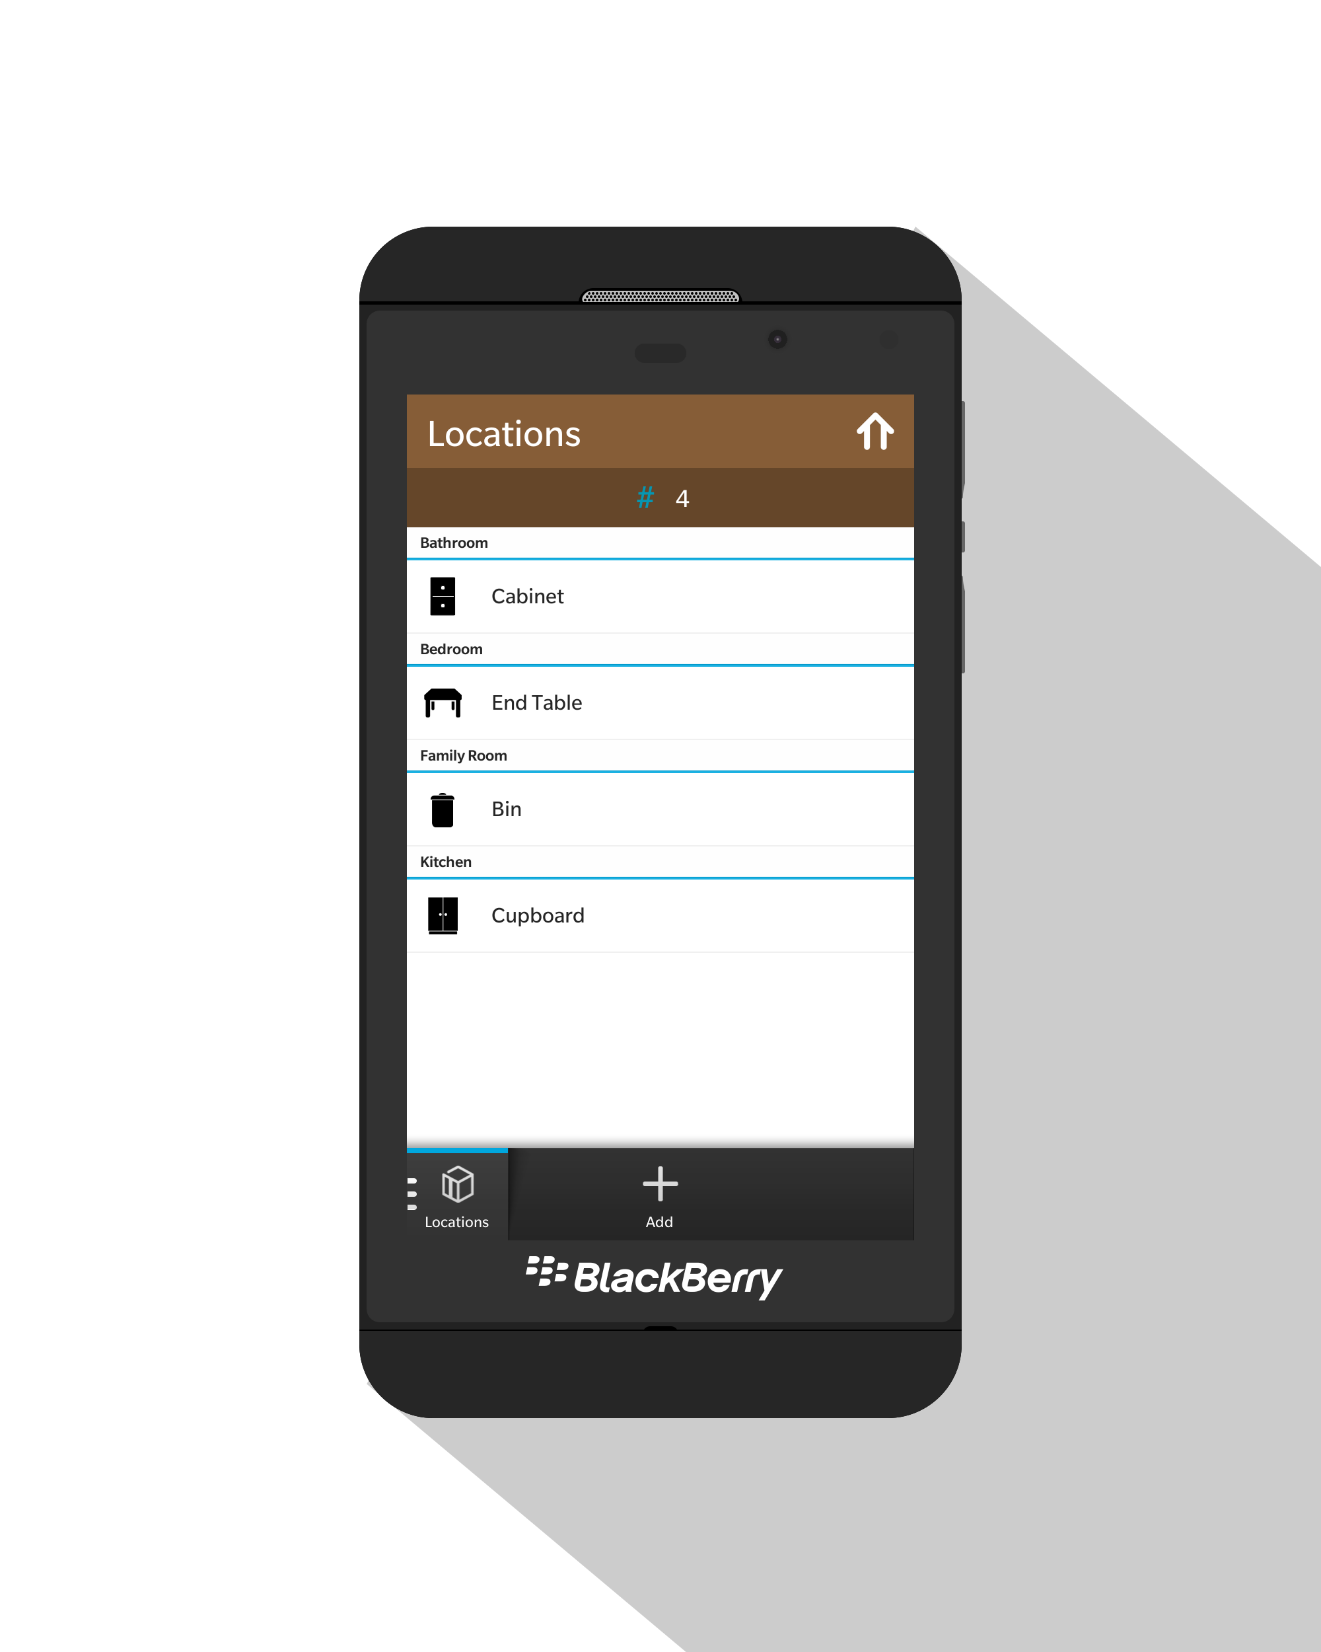 Locations
# 4
Bathroom
Cabinet
Bedroom
End Table
Family Room
Bin
Kitchen
Cupboard
Locations
Add
BlackBerry